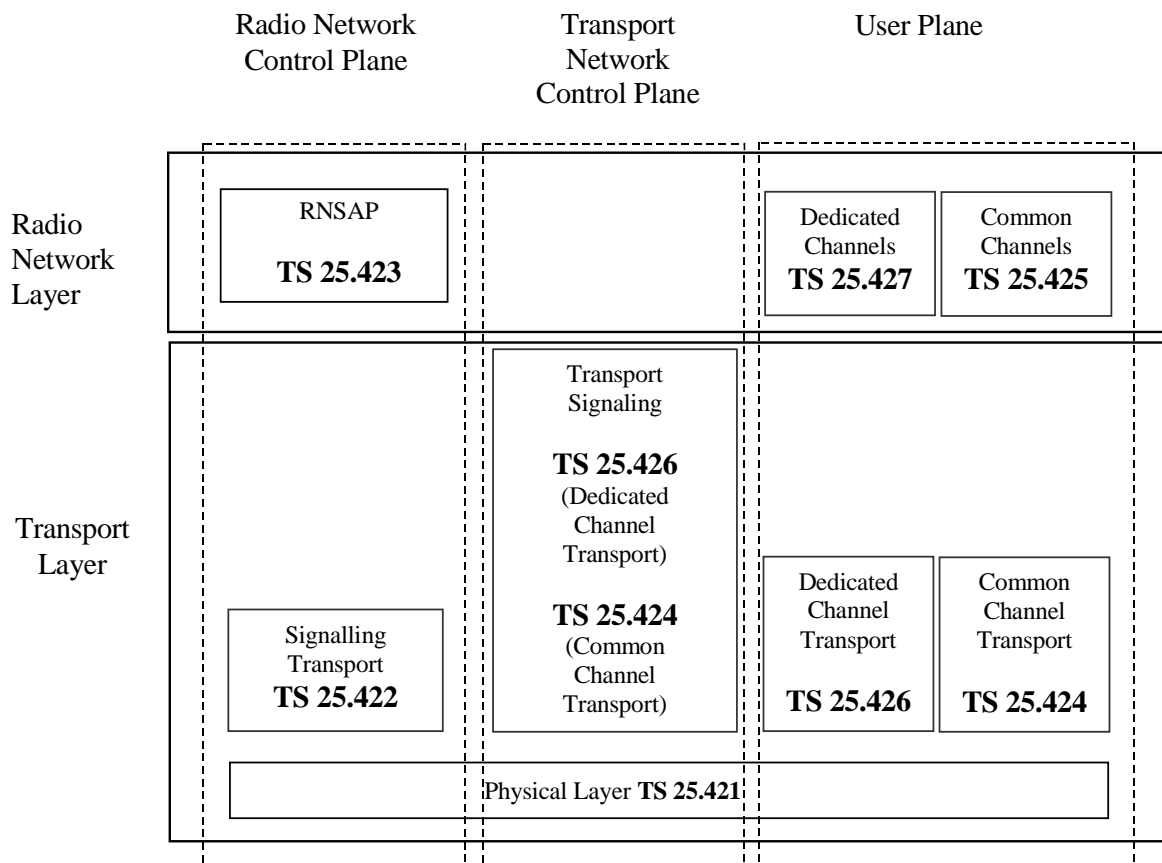 Radio Network
Control Plane
Transport
Network
Control Plane
User Plane
Radio
Network
Layer
RNSAP
TS 25.423
Dedicated
Channels
TS 25.427
Common
Channels
TS 25.425
Transport
Layer
Signalling
Transport
TS 25.422
Transport
Signaling
TS 25.426
(Dedicated
Channel
Transport)
TS 25.424
(Common
Channel
Transport)
Dedicated
Channel
Transport
TS 25.426
Common
Channel
Transport
TS 25.424
Physical Layer TS 25.421